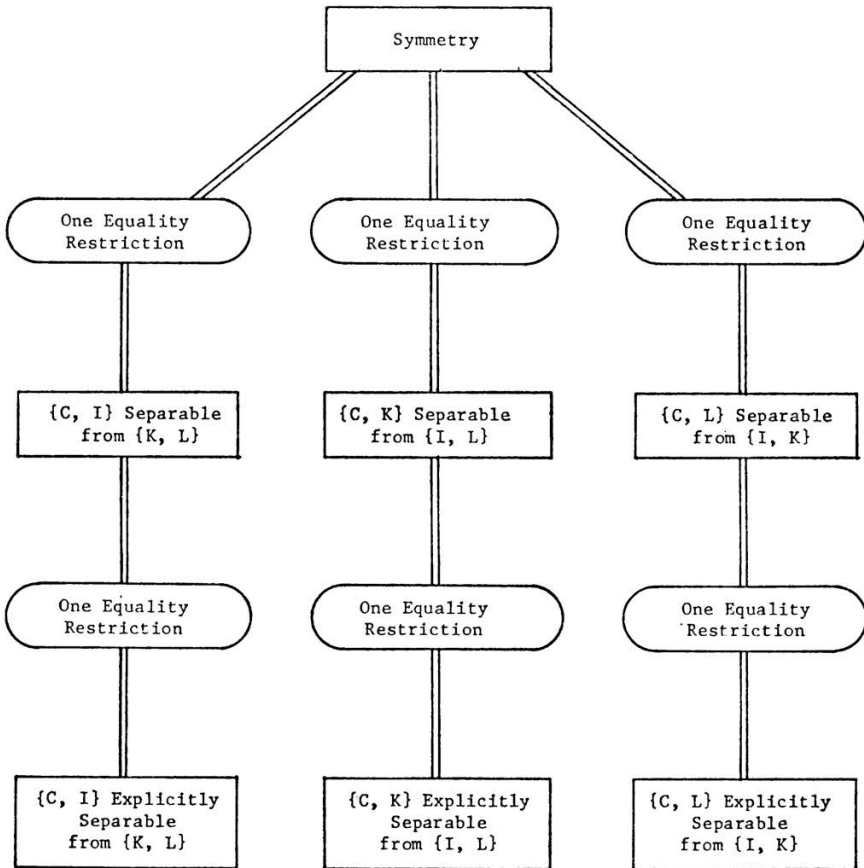 Symmetry
One Equality
Restriction
One Equality
Restriction
One Equality
Restriction
{C, I} Separable
from {K, L}
{C, K} Separable
from {I, L}
{C, L} Separable
from {I, K}
One Equality
Restriction
One Equality
Restriction
One Equality
Restriction
{C, I} Explicitly
Separable
from {K, L}
{C, K} Explicitly
Separable
from {I, L}
{C, L} Explicitly
Separable
from {I, K}